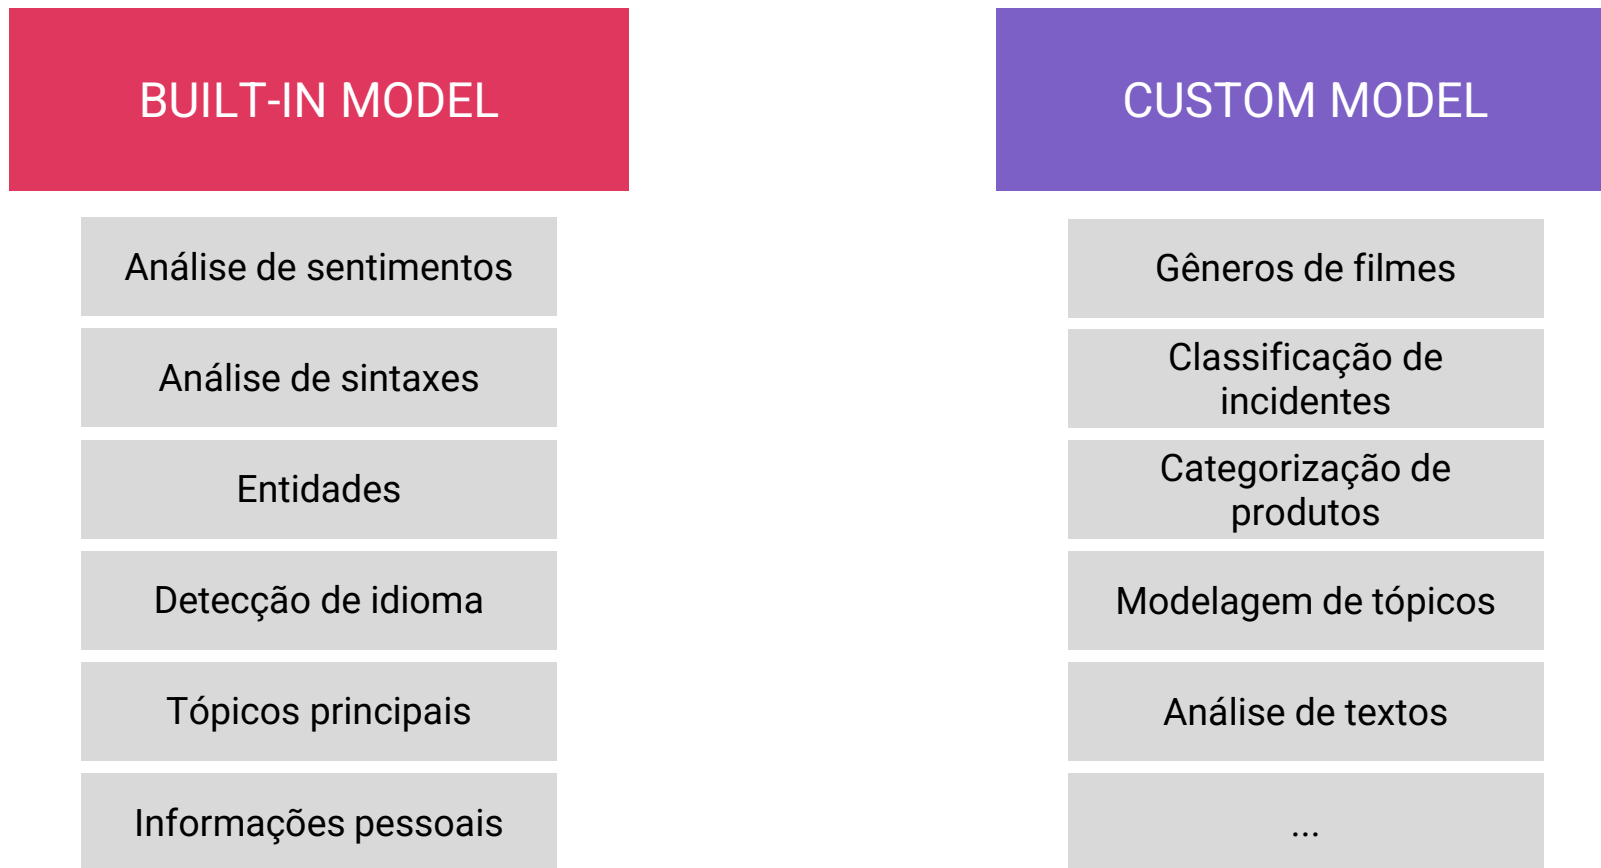 BUILT-IN MODEL
Análise de sentimentos
Análise de sintaxes
Entidades
Detecção de idioma
Tópicos principais
Informações pessoais
CUSTOM MODEL
Gêneros de filmes
Classificação de
incidentes
Categorização de
produtos
Modelagem de tópicos
Análise de textos
...